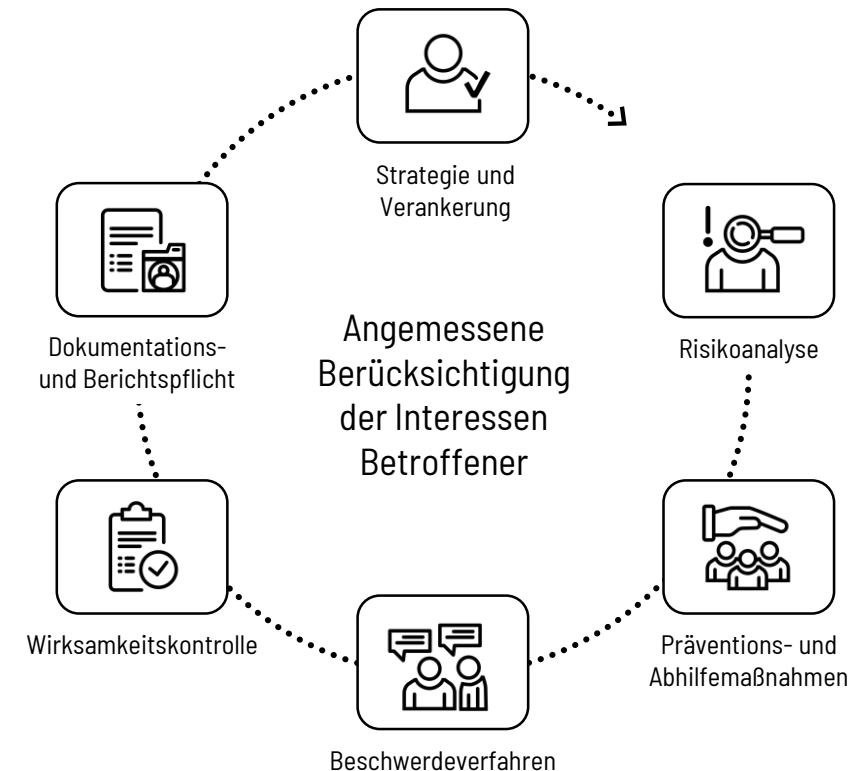 Strategie und
Verankerung
Risikoanalyse
Präventions- und
Abhilfemaßnahmen
Beschwerdeverfahren
Wirksamkeitskontrolle
Dokumentations-
und Berichtspflicht
Angemessene
Berücksichtigung
der Interessen
Betroffener